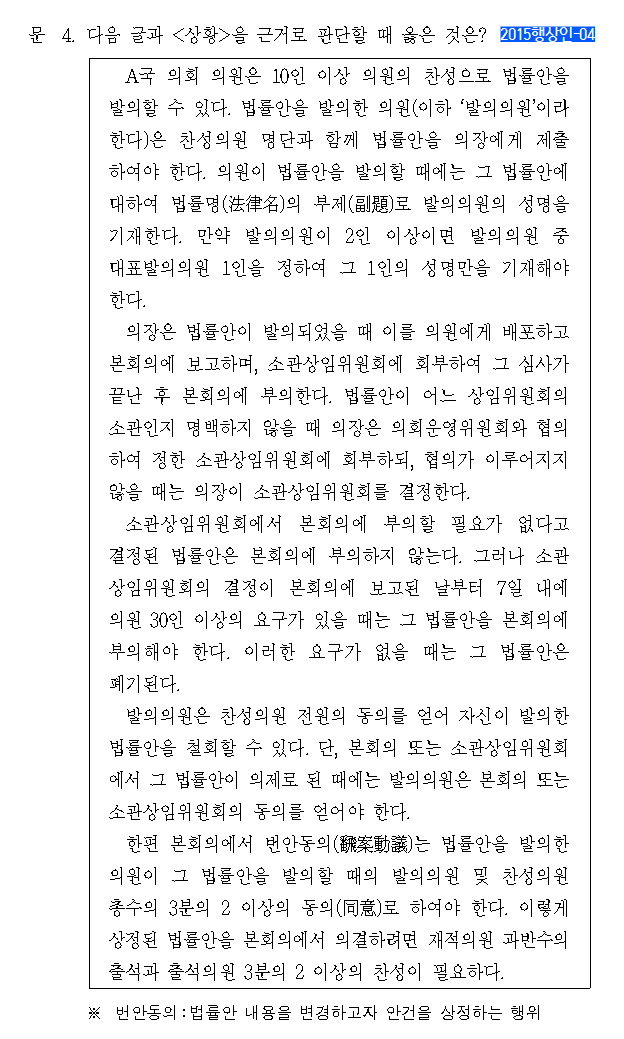 문 4. 다음 글과 <상황>을 근거로 판단할 때 옳은 것은? 2015행상인-04
A국 의회 의원은 10인 이상 의원의 찬성으로 법률안을
발의할 수 있다. 법률안을 발의한 의원(이하 ‘발의의원’이라
한다)은 찬성의원 명단과 함께 법률안을 의장에게 제출
하여야 한다. 의원이 법률안을 발의할 때에는 그 법률안에
대하여 법률명(法律名)의 부제(副題)로 발의의원의 성명을
기재한다. 만약 발의의원이 2인 이상이면 발의의원 중
대표발의의원 1인을 정하여 그 1인의 성명만을 기재해야
한다.
의장은 법률안이 발의되었을 때 이를 의원에게 배포하고
본회의에 보고하며, 소관상임위원회에 회부하여 그 심사가
끝난 후 본회의에 부의한다. 법률안이 어느 상임위원회의
소관인지 명백하지 않을 때 의장은 의회운영위원회와 협의
하여 정한 소관상임위원회에 회부하되, 협의가 이루어지지
않을 때는 의장이 소관상임위원회를 결정한다.
소관상임위원회에서 본회의에 부의할 필요가 없다고
결정된 법률안은 본회의에 부의하지 않는다. 그러나 소관
상임위원회의 결정이 본회의에 보고된 날부터 7일 내에
의원 30인 이상의 요구가 있을 때는 그 법률안을 본회의에
부의해야 한다. 이러한 요구가 없을 때는 그 법률안은
폐기된다.
발의의원은 찬성의원 전원의 동의를 얻어 자신이 발의한
법률안을 철회할 수 있다. 단, 본회의 또는 소관상임위원회
에서 그 법률안이 의제로 된 때에는 발의의원은 본회의 또는
소관상임위원회의 동의를 얻어야 한다.
한편 본회의에서 번안동의(飜案動議)는 법률안을 발의한
의원이 그 법률안을 발의할 때의 발의의원 및 찬성의원
총수의 3분의 2 이상의 동의(同意)로 하여야 한다. 이렇게
상정된 법률안을 본회의에서 의결하려면 재적의원 과반수의
출석과 출석의원 3분의 2 이상의 찬성이 필요하다.
※ 번안동의 : 법률안 내용을 변경하고자 안건을 상정하는 행위